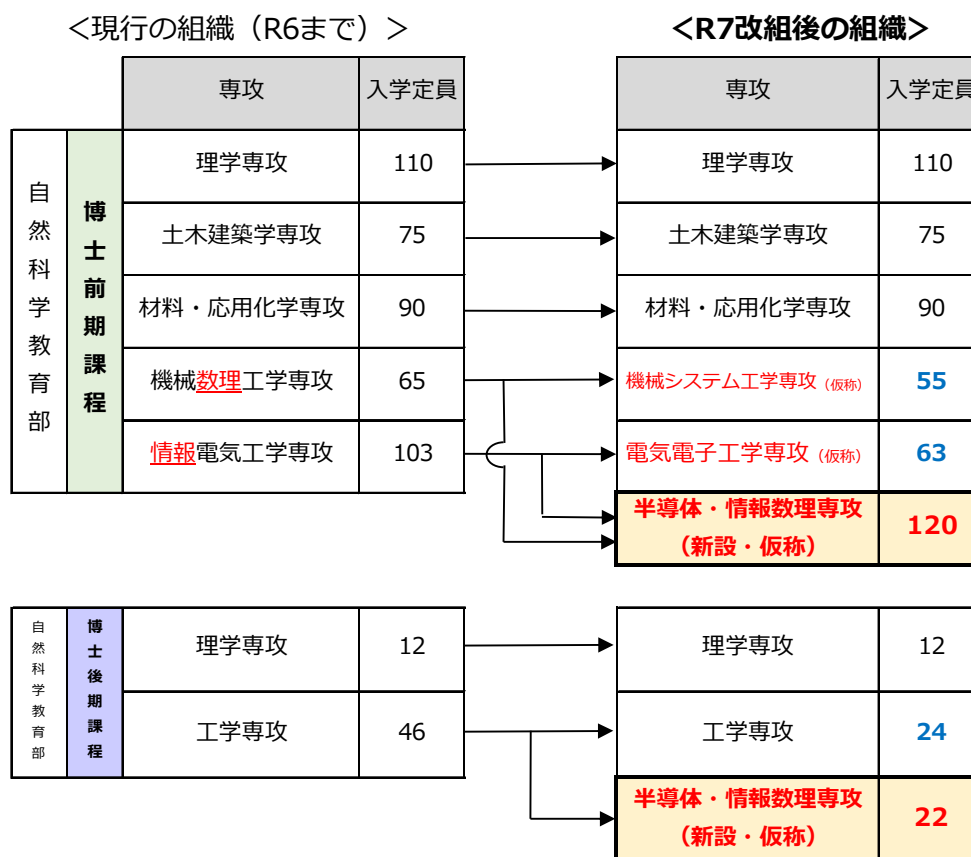 ＜現行の組織（R6まで）＞
＜R7改組後の組織＞
専攻 入学定員
専攻 入学定員
自然科学教育部
博士前期課程
理学専攻 110
理学専攻 110
土木建築学専攻 75
土木建築学専攻 75
材料・応用化学専攻 90
材料・応用化学専攻 90
機械数理工学専攻 65
機械システム工学専攻（仮称） 55
情報電気工学専攻 103
電気電子工学専攻（仮称） 63
半導体・情報数理専攻
（新設・仮称）
120
自然科学教育部
博士後期課程
理学専攻 12
理学専攻 12
工学専攻 46
工学専攻 24
半導体・情報数理専攻
（新設・仮称）
22